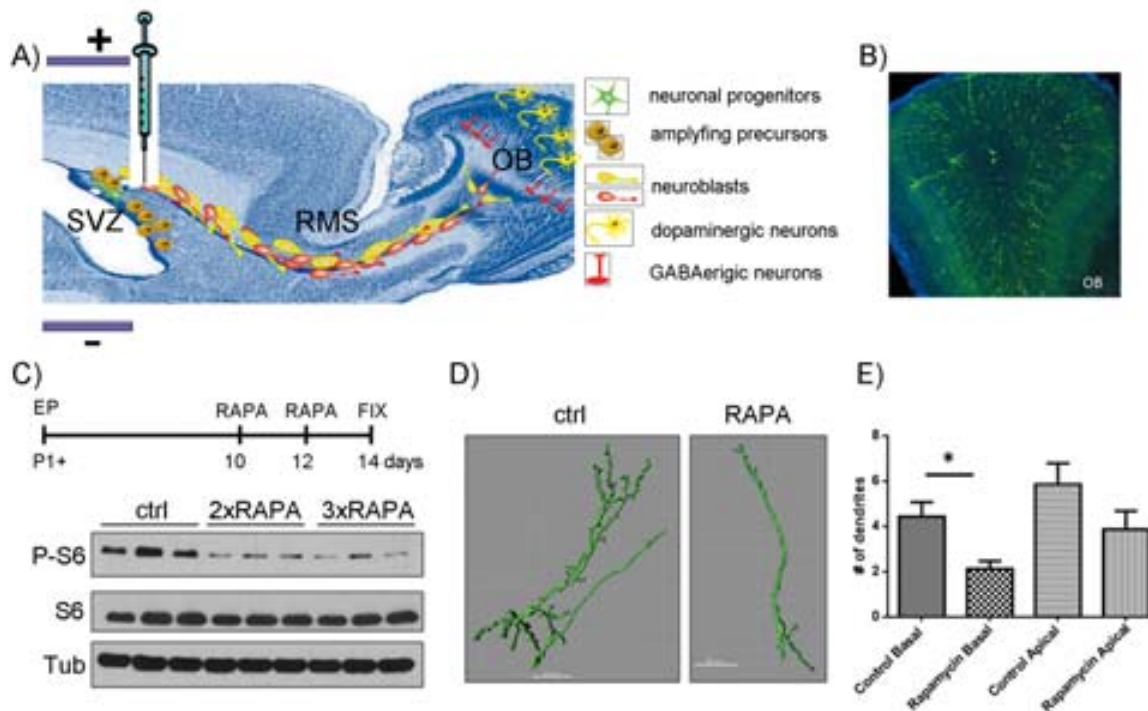 A)
+
SVZ
RMS
OB
-
neuronal progenitors
amplyfing precursors
neuroblasts
dopaminergic neurons
GABAerigic neurons
B)
OB
C)
EP RAPA RAPA FIX
P1+ 10 12 14 days
ctrl 2xRAPA 3xRAPA
P-S6
S6
Tub
D)
ctrl RAPA
E)
# of dendrites
8
6
4
2
0
*
Control Basal
Rapamycin Basal
Control Apical
Rapamycin Apical